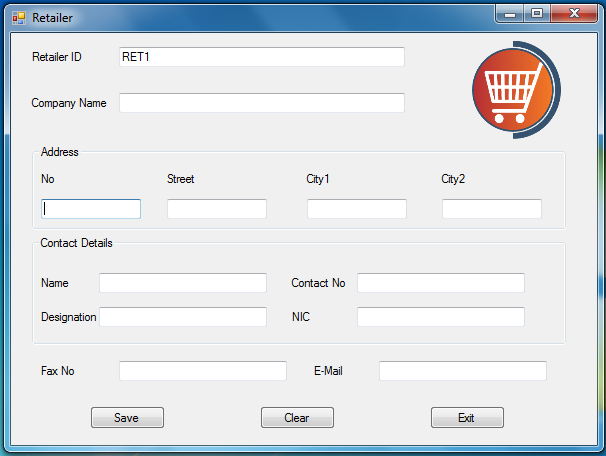 Retailer
Retailer ID RET1
Company Name
Address
No Street City1 City2
Contact Details
Name Contact No
Designation NIC
Fax No E-Mail
Save Clear Exit